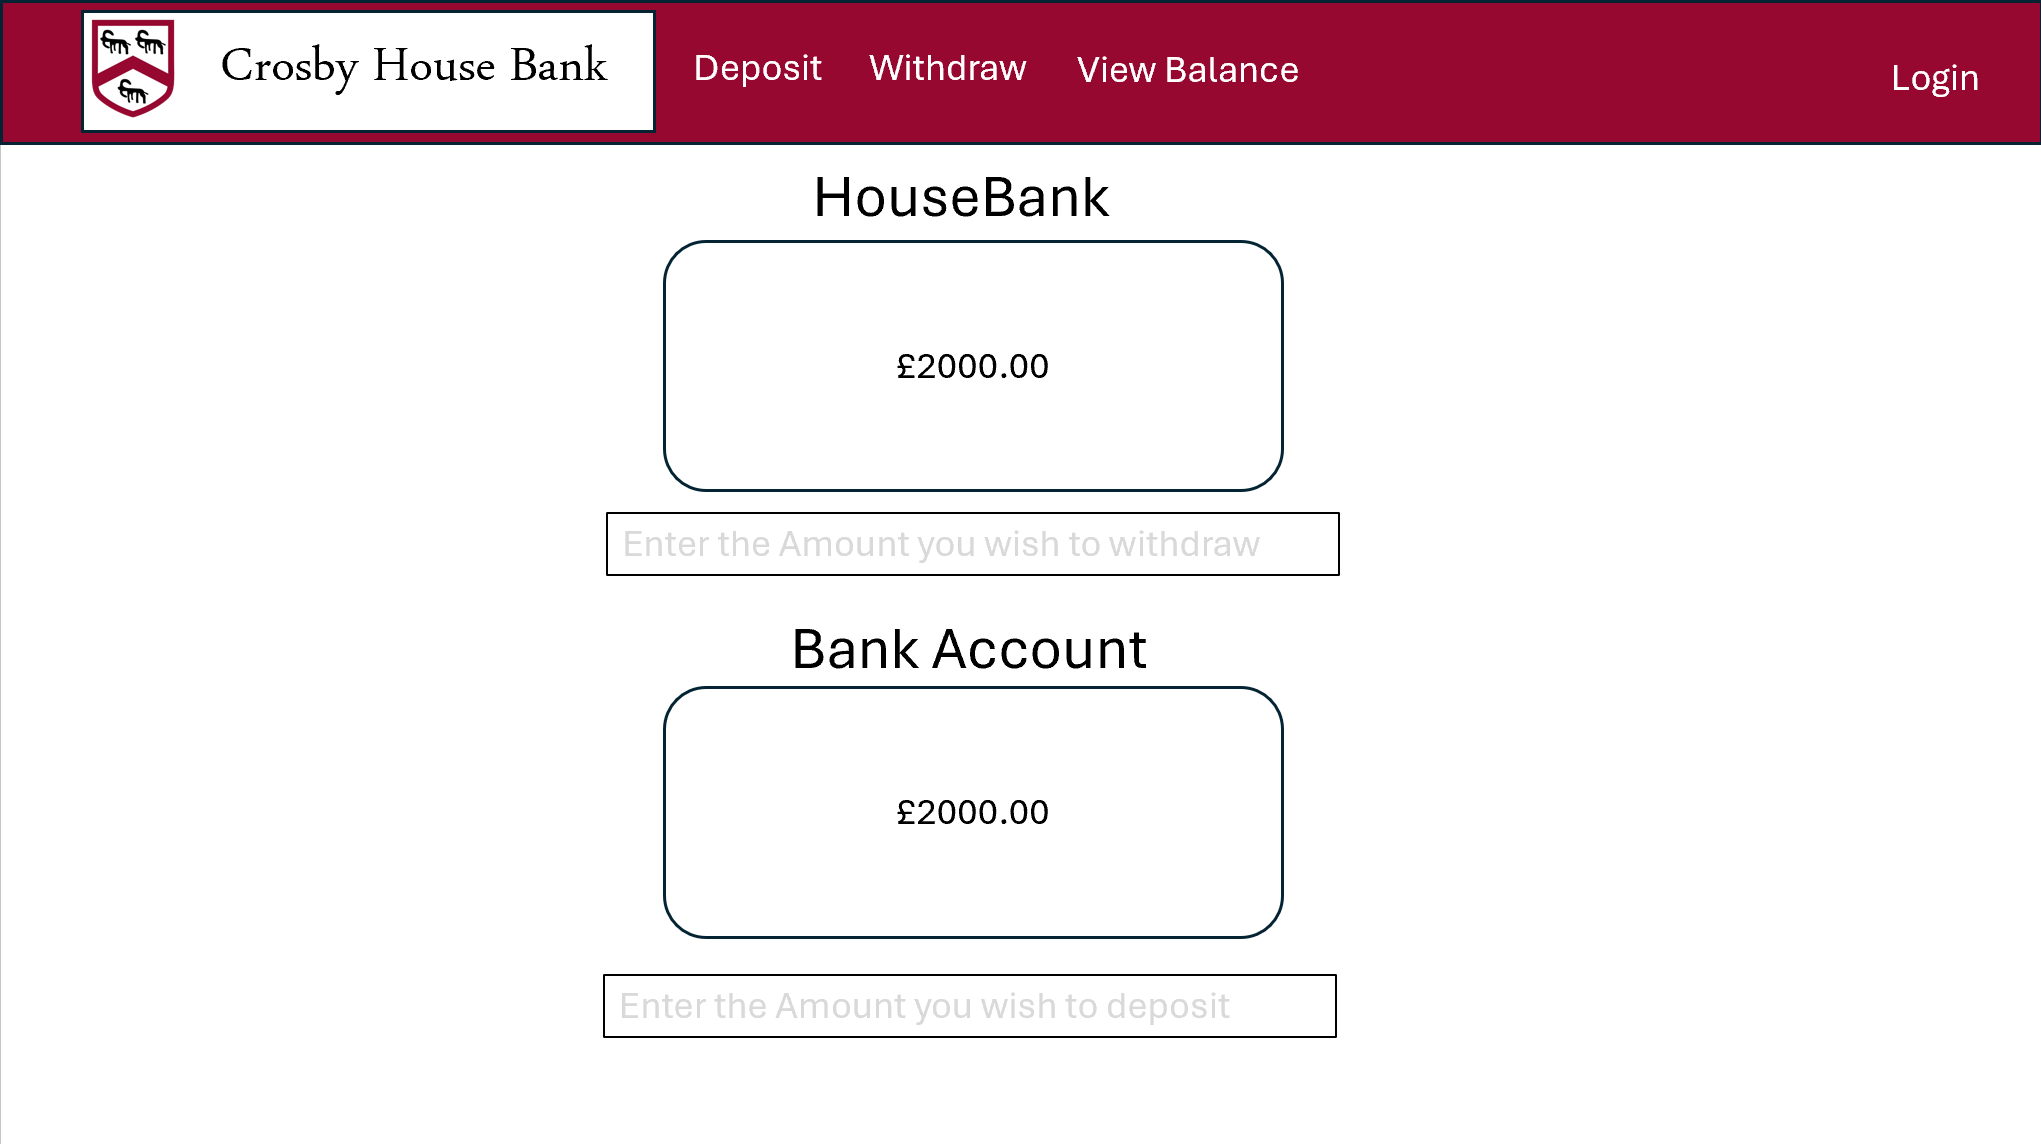 Crosby House Bank
Deposit
Withdraw
View Balance
Login
HouseBank
£2000.00
Enter the Amount you wish to withdraw
Bank Account
£2000.00
Enter the Amount you wish to deposit